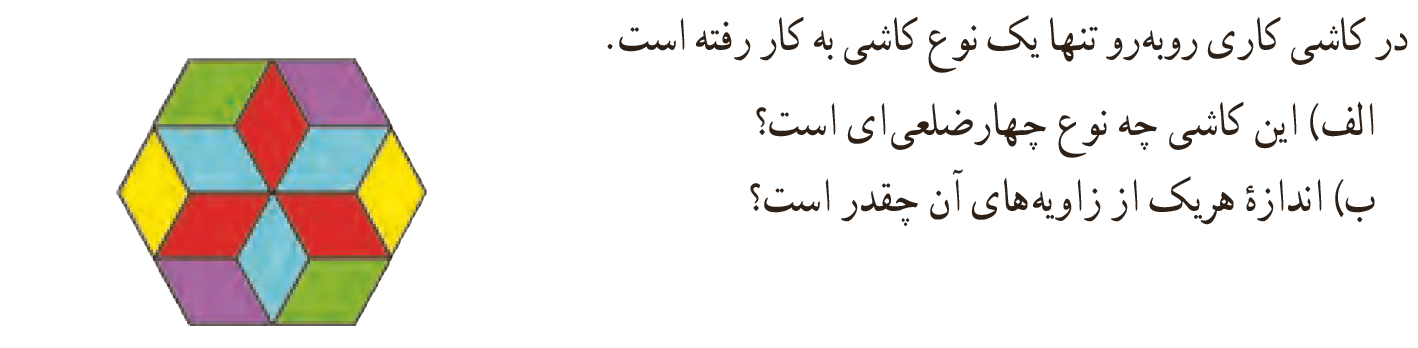 در کاشی کاری روبه‌رو تنها یک نوع کاشی به کار رفته است.
الف) این کاشی چه نوع چهارضلعی‌ای است؟
ب) اندازهٔ هریک از زاویه‌های آن چقدر است؟